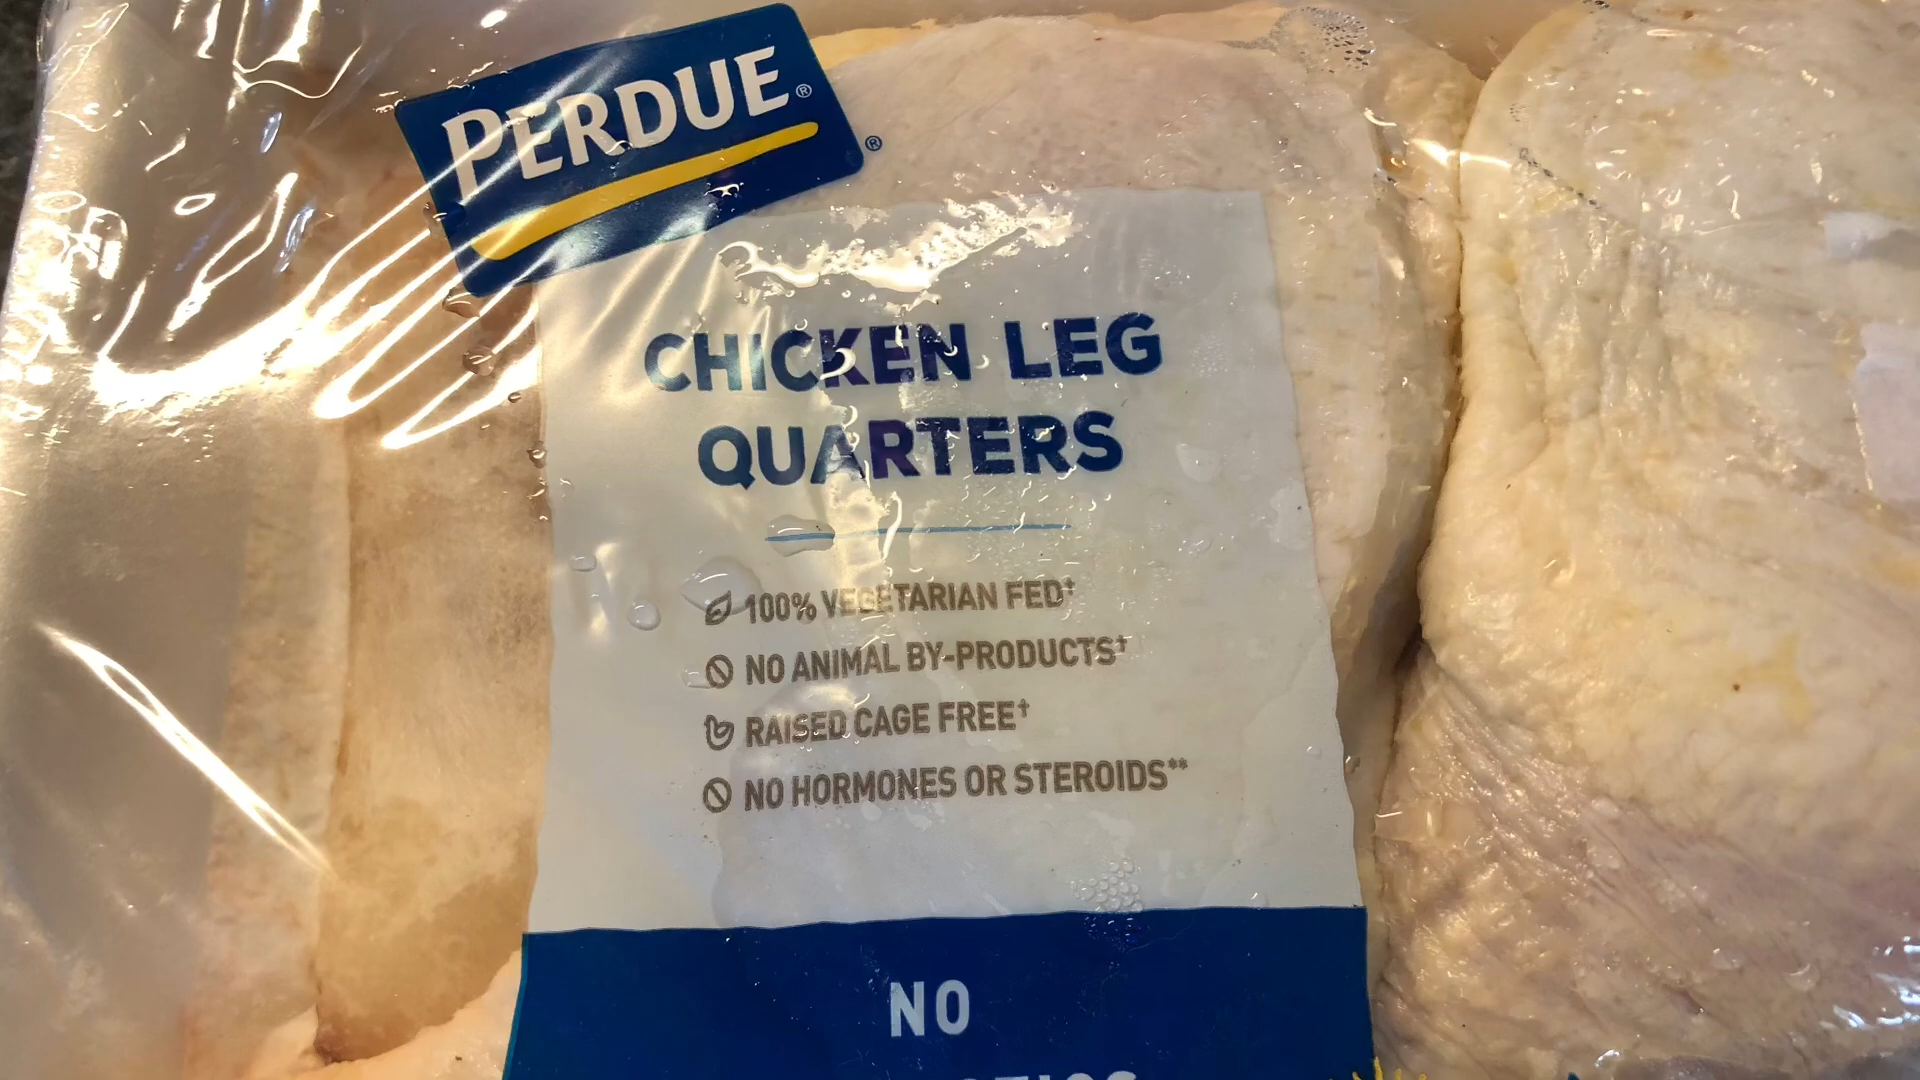 PERDUE®
®
CHICKEN LEG
QUARTERS
100% VEGETARIAN FED†
NO ANIMAL BY-PRODUCTS†
RAISED CAGE FREE†
NO HORMONES OR STEROIDS**
NO